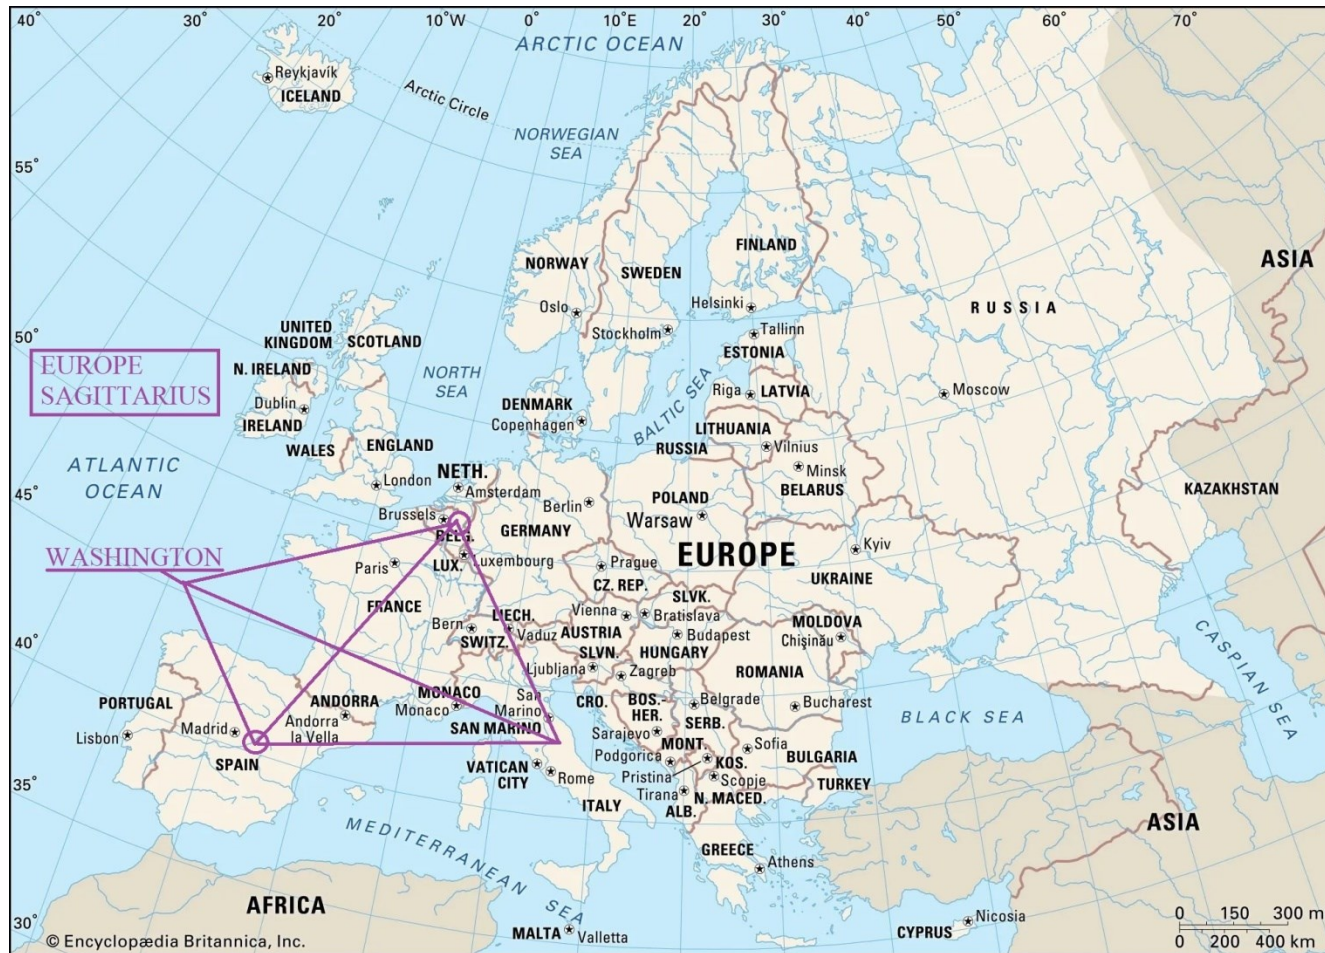 40°
30°
20°
10°W
0°
10°E
20°
30°
40°
50°
60°
70°
ARCTIC OCEAN
Reykjavík
ICELAND
Arctic Circle
NORWEGIAN
SEA
55°
FINLAND
ASIA
NORWAY
SWEDEN
Helsinki
RUSSIA
Oslo
Stockholm
Tallinn
50°
UNITED
KINGDOM
SCOTLAND
ESTONIA
EUROPE
SAGITTARIUS
N. IRELAND
NORTH
SEA
BALTIC SEA
Riga
LATVIA
Moscow
Dublin
IRELAND
DENMARK
Copenhagen
LITHUANIA
WALES
ENGLAND
RUSSIA
Vilnius
ATLANTIC
OCEAN
NETH.
Minsk
BELARUS
London
Amsterdam
Berlin
POLAND
Warsaw
KAZAKHSTAN
45°
Brussels
BELG.
GERMANY
WASHINGTON
EUROPE
Kyiv
Paris
LUX.
Luxembourg
Prague
CZ. REP.
UKRAINE
FRANCE
SLVK.
LIECH.
Vienna
Bratislava
MOLDOVA
Bern
SWITZ.
Vaduz
AUSTRIA
Budapest
Chişinău
40°
SLVN.
HUNGARY
Ljubljana
Zagreb
ROMANIA
CASPIAN SEA
PORTUGAL
ANDORRA
MONACO
Monaco
San
Marino
CRO.
BOS.-
HER.
Belgrade
Bucharest
Madrid
Andorra
la Vella
SAN MARINO
SERB.
BLACK SEA
Lisbon
Sarajevo
MONT.
Sofia
SPAIN
Podgorica
KOS.
BULGARIA
35°
VATICAN
CITY
Rome
Pristina
Scopje
TURKEY
Tirana
N. MACED.
ITALY
ALB.
MEDITERRANEAN SEA
ASIA
GREECE
Athens
AFRICA
30°
MALTA
Valletta
CYPRUS
Nicosia
0 150 300 m
0 200 400 km
© Encyclopædia Britannica, Inc.